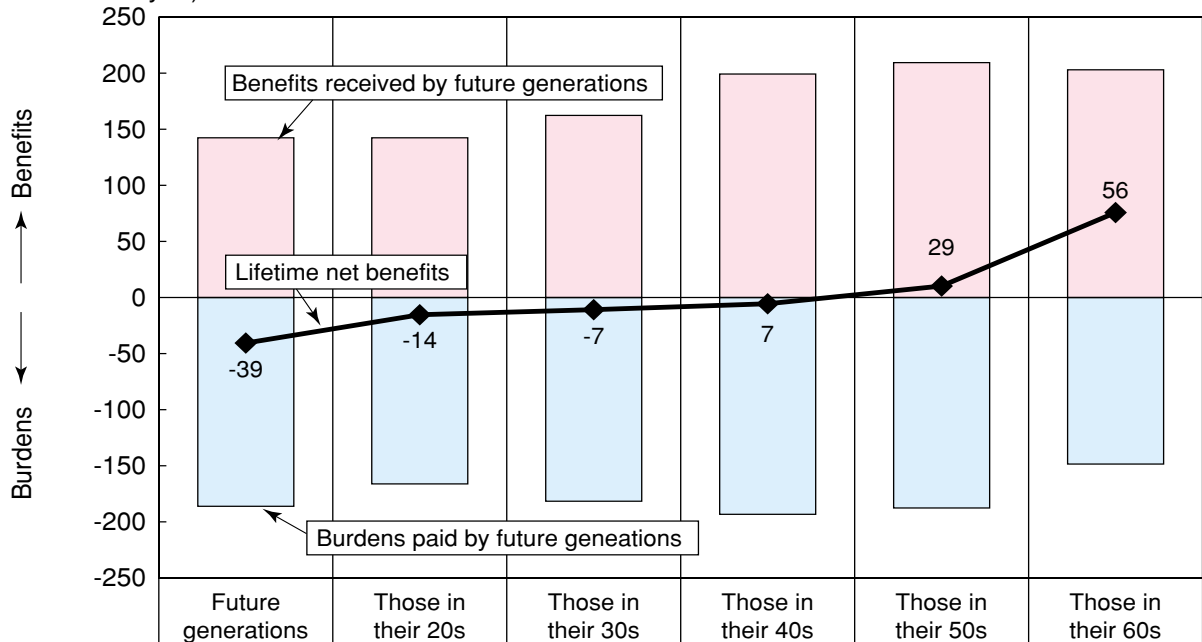 250
200
150
100
50
0
-50
-100
-150
-200
-250
Benefits
Burdens
Benefits received by future generations
Lifetime net benefits
Burdens paid by future geneations
-39
-14
-7
7
29
56
Future
generations
Those in
their 20s
Those in
their 30s
Those in
their 40s
Those in
their 50s
Those in
their 60s